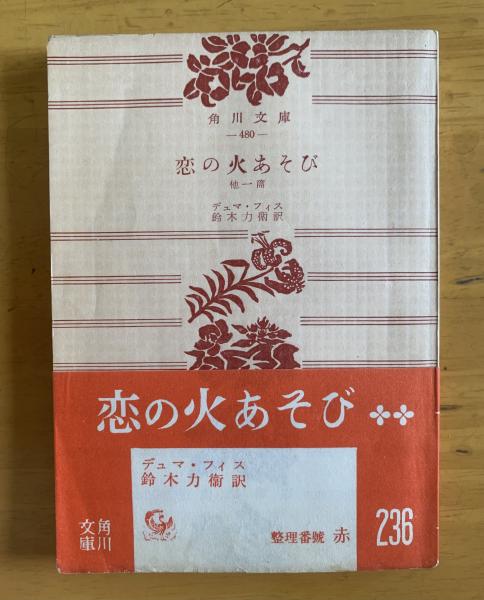 角川文庫
—480—
恋の火あそび
他一篇
デュマ・フィス
鈴木力衛訳
恋の火あそび
デュマ・フィス
鈴木力衛訳
角川文庫
整理番號 赤 236